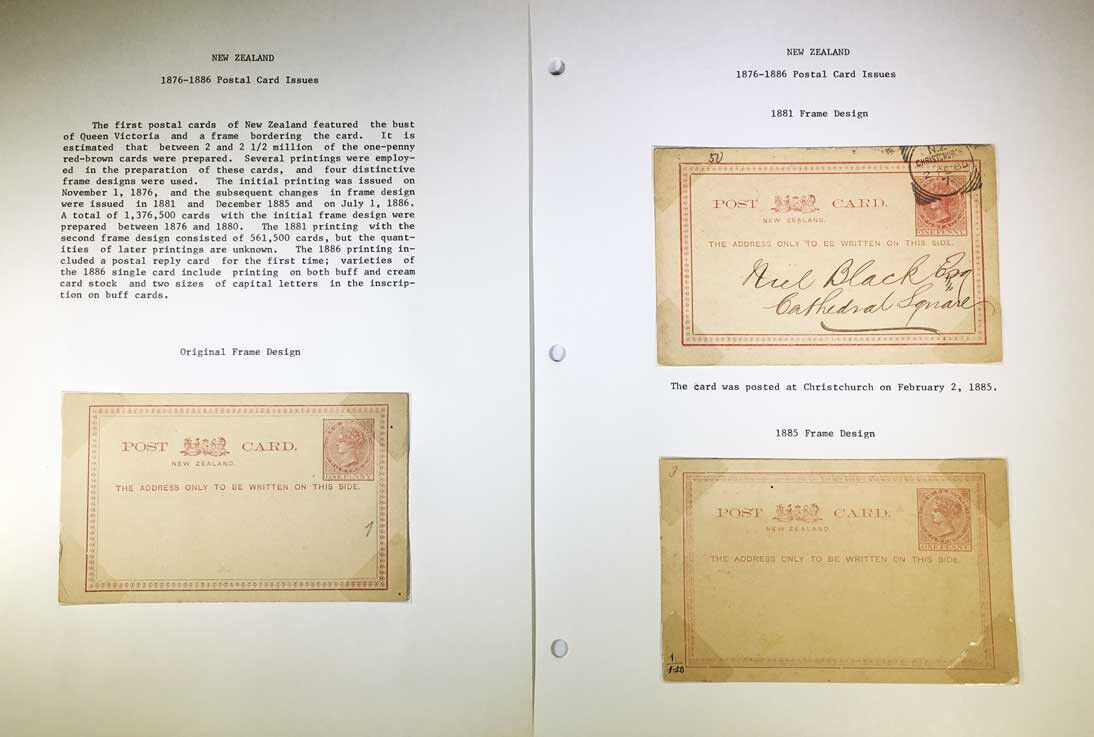 NEW ZEALAND
1876-1886 Postal Card Issues
The first postal cards of New Zealand featured the bust
of Queen Victoria and a frame bordering the card. It is
estimated that between 2 and 2 1/2 million of the one-penny
red-brown cards were prepared. Several printings were employ-
ed in the preparation of these cards, and four distinctive
frame designs were used. The initial printing was issued on
November 1, 1876, and the subsequent changes in frame design
were issued in 1881 and December 1885 and on July 1, 1886.
A total of 1,376,500 cards with the initial frame design were
prepared between 1876 and 1880. The 1881 printing with the
second frame design consisted of 561,500 cards, but the quant-
ities of later printings are unknown. The 1886 printing in-
cluded a postal reply card for the first time; varieties of
the 1886 single card include printing on both buff and cream
card stock and two sizes of capital letters in the inscrip-
tion on buff cards.
Original Frame Design
POST CARD.
NEW ZEALAND.
ONE PENNY
THE ADDRESS ONLY TO BE WRITTEN ON THIS SIDE.
1
NEW ZEALAND
1876-1886 Postal Card Issues
1881 Frame Design
50
CHRISTCHURCH
POST CARD.
NEW ZEALAND.
ONE PENNY
THE ADDRESS ONLY TO BE WRITTEN ON THIS SIDE.
Niel Black Esq
Cathedral Square
The card was posted at Christchurch on February 2, 1885.
1885 Frame Design
POST CARD.
NEW ZEALAND.
ONE PENNY
THE ADDRESS ONLY TO BE WRITTEN ON THIS SIDE.